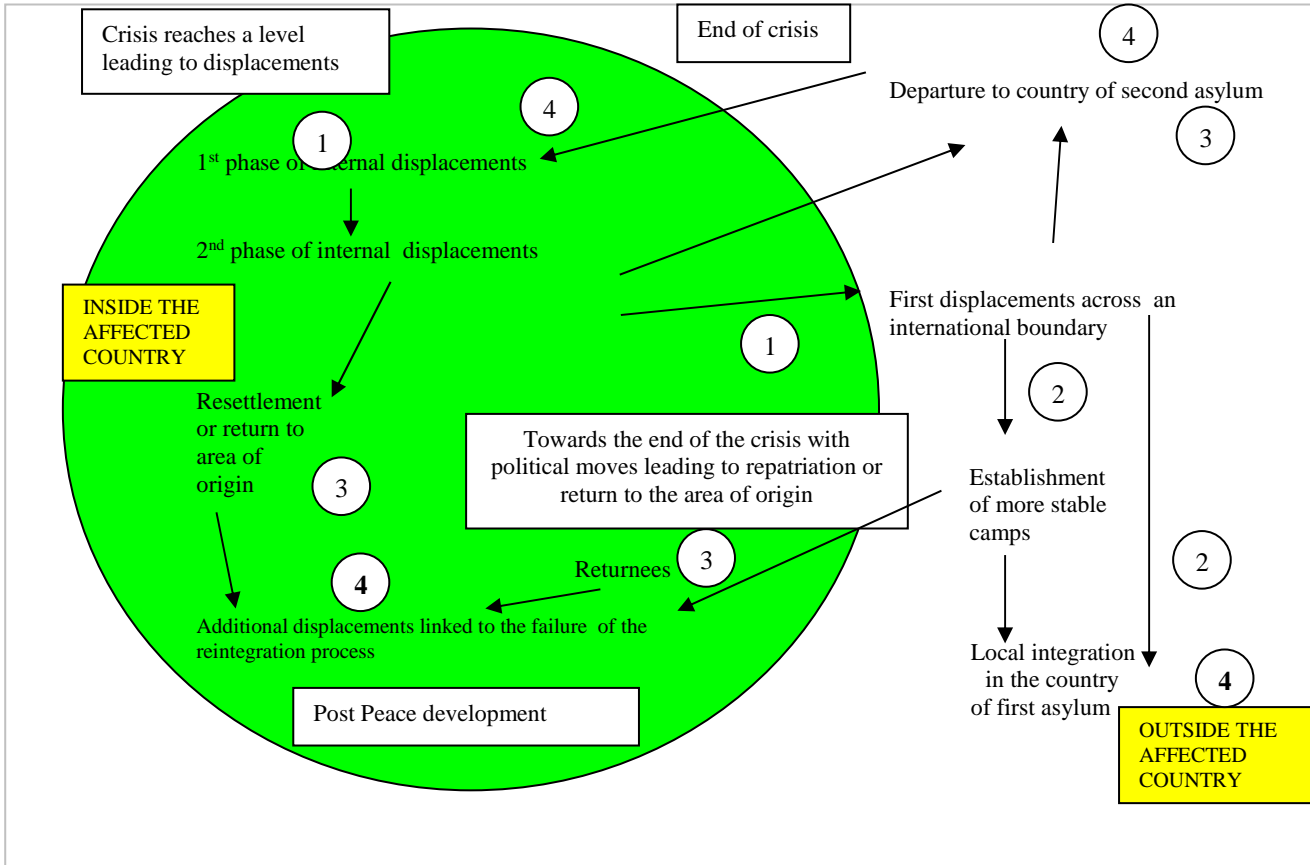 Crisis reaches a level
leading to displacements
End of crisis
4
Departure to country of second asylum
3
4
1
1st phase of internal displacements
2nd phase of internal  displacements
INSIDE THE
AFFECTED
COUNTRY
First displacements across  an
international boundary
1
2
Resettlement
or return to
area of
origin
3
Towards the end of the crisis with
political moves leading to repatriation or
return to the area of origin
Establishment
of more stable
camps
2
Returnees
3
4
Additional displacements linked to the failure  of the
reintegration process
Local integration
in the country
of first asylum
4
Post Peace development
OUTSIDE THE
AFFECTED
COUNTRY